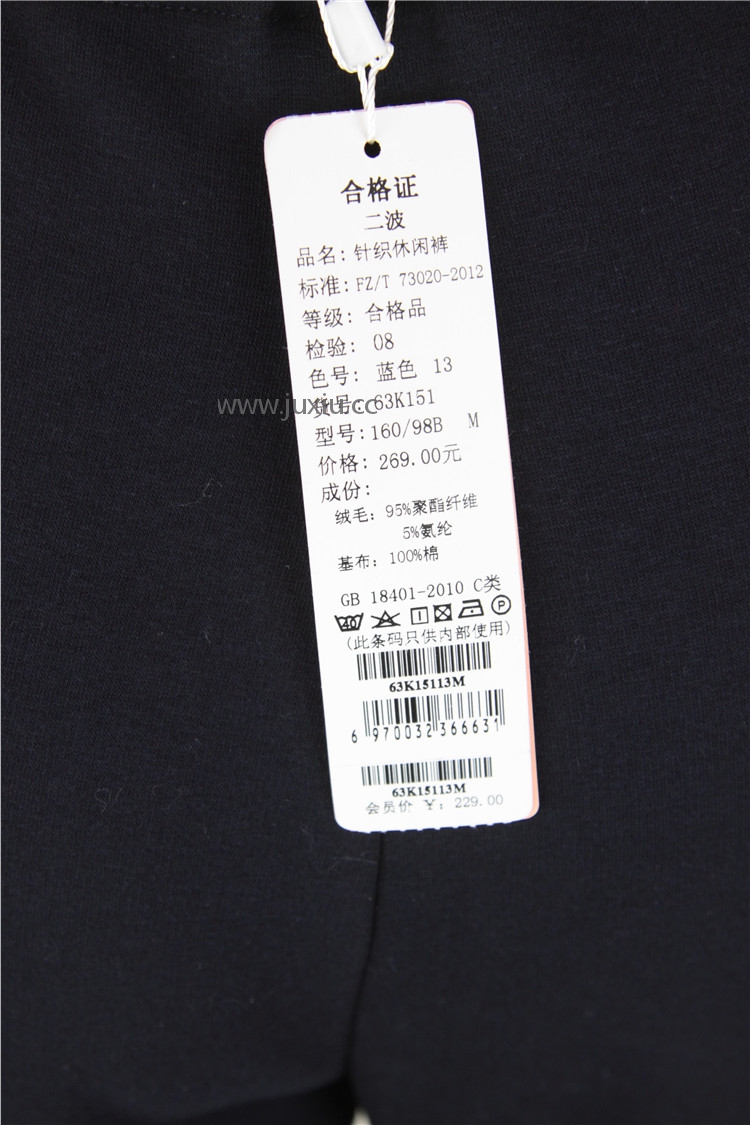 合格证
二波
品名: 针织休闲裤
标准: FZ/T 73020-2012
等级: 合格品
检验: 08
色号: 蓝色 13
www.juxiu.cc
号: 63K151
型号: 160/98B M
价格: 269.00元
成份:
绒毛: 95%聚酯纤维
5%氨纶
基布: 100%棉
GB 18401-2010 C类
40 P
(此条码只供内部使用)
63K15113M
6 970032 366631
63K15113M
会员价 ¥: 229.00